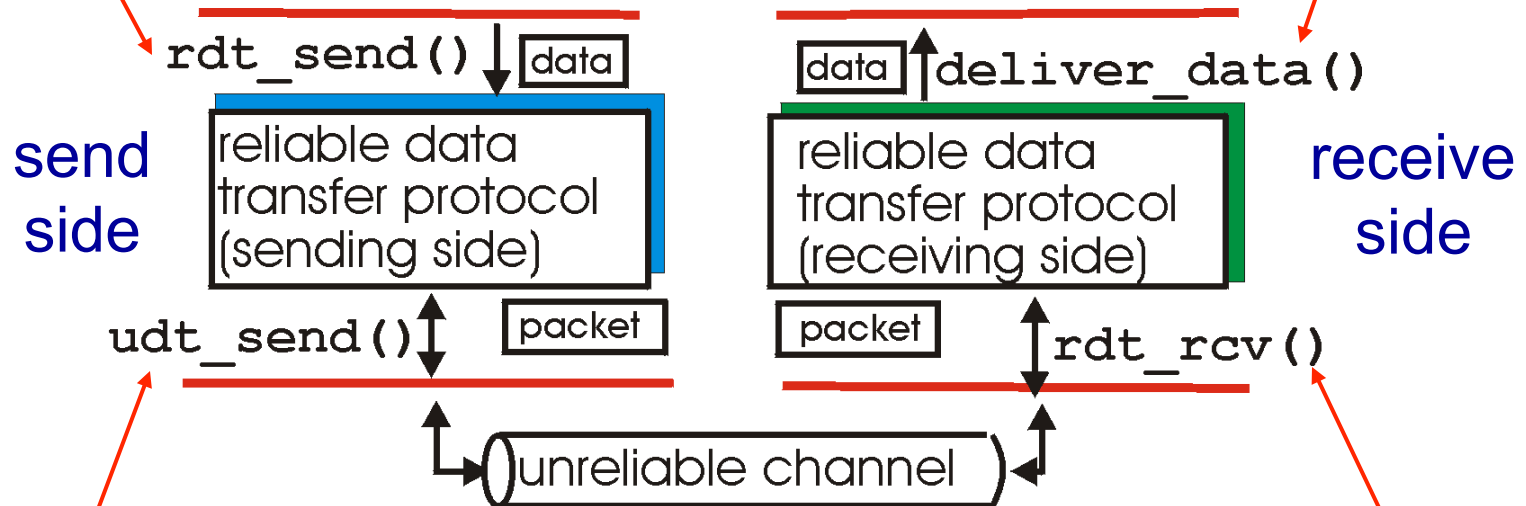 rdt_send()
data
data
deliver_data()
send
side
reliable data
transfer protocol
(sending side)
reliable data
transfer protocol
(receiving side)
receive
side
udt_send()
packet
packet
rdt_rcv()
unreliable channel